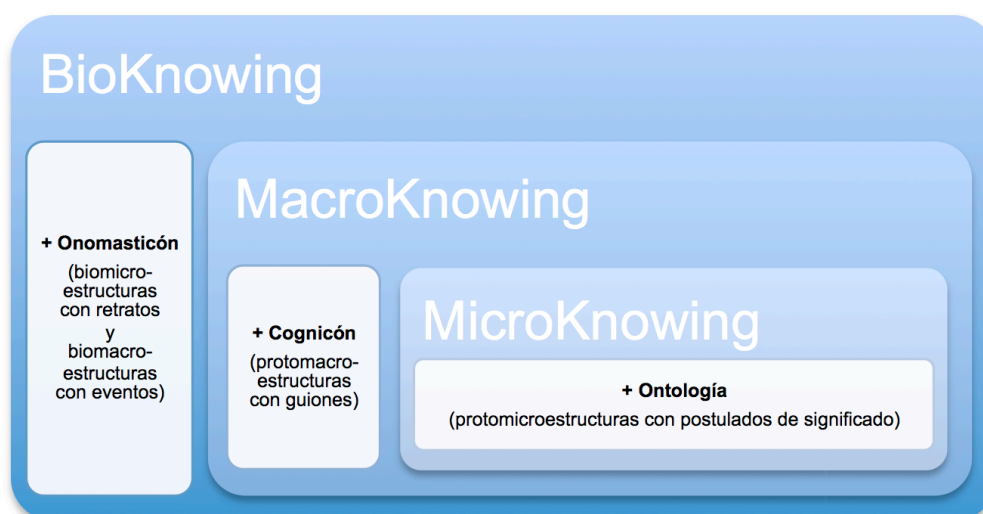 BioKnowing
+ Onomasticón
(biomicro-
estructuras
con retratos
y
biomacro-
estructuras
con eventos)
MacroKnowing
+ Cognicón
(protomacro-
estructuras
con guiones)
MicroKnowing
+ Ontología
(protomicroestructuras con postulados de significado)